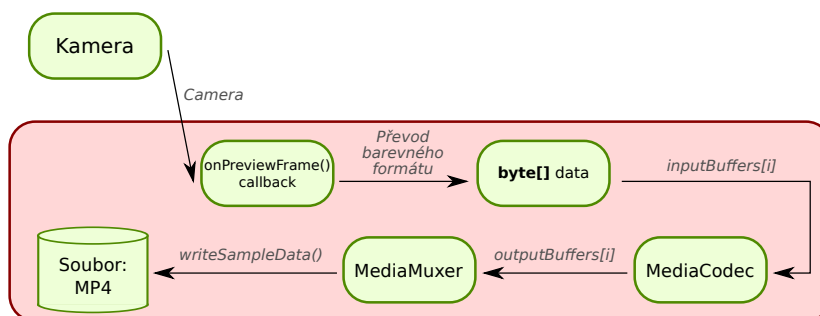 Kamera
Camera
onPreviewFrame()
callback
Převod
barevného
formátu
byte[] data
inputBuffers[i]
MediaCodec
outputBuffers[i]
MediaMuxer
writeSampleData()
Soubor:
MP4